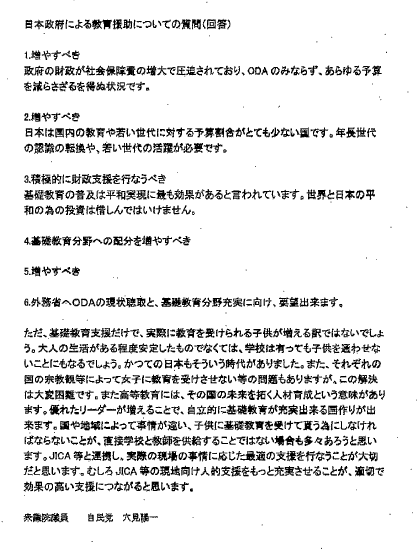 日本政府による教育援助についての質問(回答)
1.増やすべき
政府の財政が社会保障費の増大で圧迫されており、ODAのみならず、あらゆる予算
を減らさざるを得ぬ状況です。
2.増やすべき
日本は国内の教育や若い世代に対する予算割合がとても少ない国です。年長世代
の認識の転換や、若い世代の活躍が必要です。
3.積極的に財政支援を行なうべき
基礎教育の普及は平和実現に最も効果があると言われています。世界と日本の平
和の為の投資は惜しんではいけません。
4.基礎教育分野への配分を増やすべき
5.増やすべき
6.外務省へODAの現状聴取と、基礎教育分野充実に向け、要望出来ます。
ただ、基礎教育支援だけで、実際に教育を受けられる子供が増える訳ではないでしょ
う。大人の生活がある程度安定したものでなくては、学校は有っても子供を通わせな
いことにもなるでしょう。かつての日本もそういう時代がありました。また、それぞれの
国の宗教観等によって女子に教育を受けさせない等の問題もありますが、この解決
は大変困難です。また高等教育には、その国の未来を拓く人材育成という意味があり
ます。優れたリーダーが増えることで、自立的に基礎教育が充実出来る国作りが出
来ます。国や地域によって事情が違い、子供に基礎教育を受けて貰う為にしなけれ
ばならないことが、直接学校と教師を供給することではない場合も多々あろうと思い
ます。JICA等と連携し、実際の現場の事情に応じた最適の支援を行なうことが大切
だと思います。むしろJICA等の現地向け人的支援をもっと充実させることが、適切で
効果の高い支援につながると思います。
衆議院議員 自民党 穴見陽一